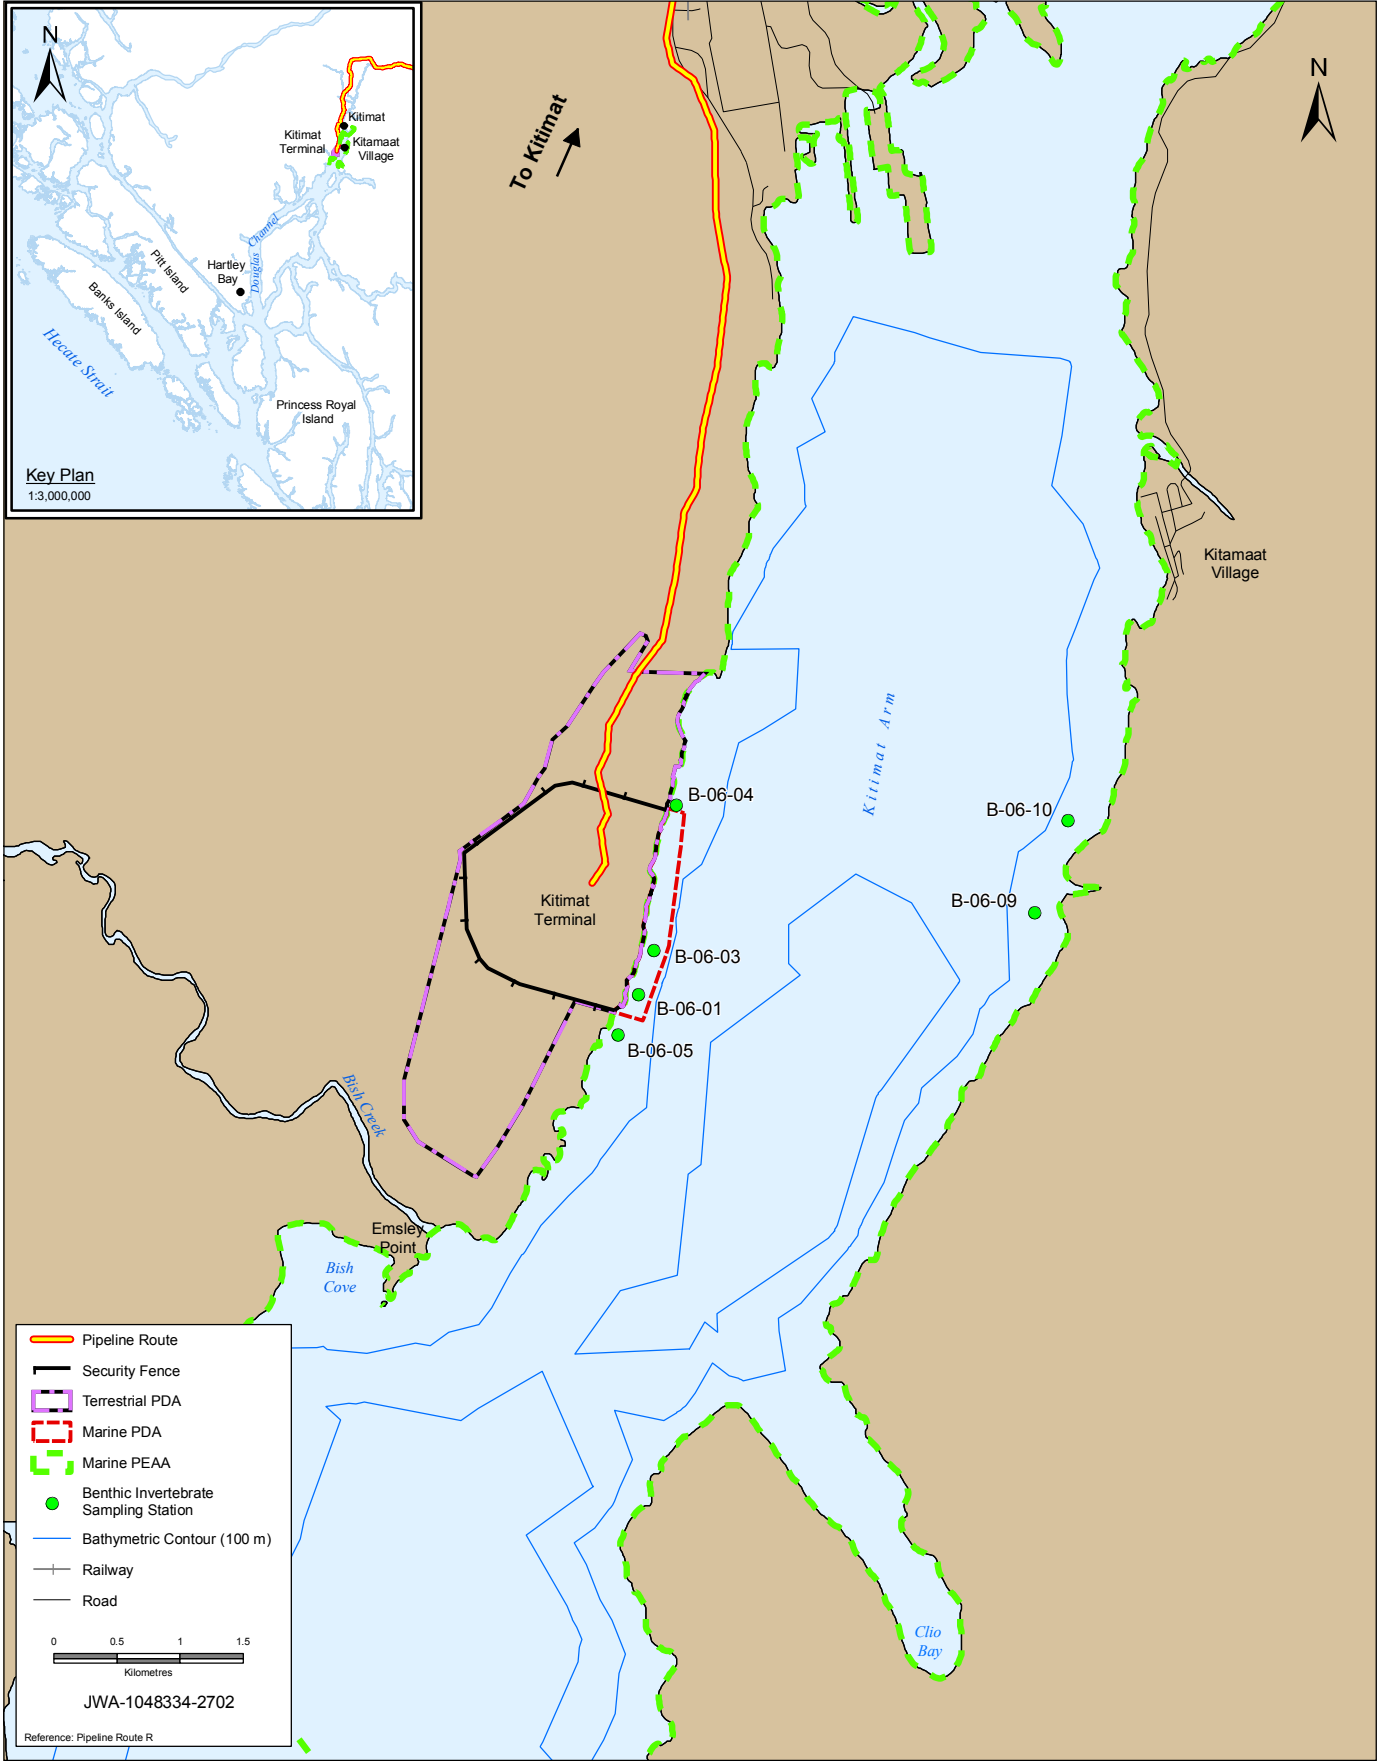 N
Kitimat
Kitimat
Terminal
Kitamaat
Village
Douglas Channel
Hartley
Bay
Pitt Island
Banks Island
Hecate Strait
Princess Royal
Island
Key Plan
1:3,000,000
To Kitimat
N
Kitamaat
Village
Kitimat Arm
B-06-04
B-06-10
Kitimat
Terminal
B-06-09
B-06-03
B-06-01
B-06-05
Bish Creek
Emsley
Point
Bish
Cove
Pipeline Route
Security Fence
Terrestrial PDA
Marine PDA
Marine PEAA
Benthic Invertebrate
Sampling Station
Bathymetric Contour (100 m)
Railway
Road
0 0.5 1 1.5
Kilometres
JWA-1048334-2702
Reference: Pipeline Route R
Clio
Bay